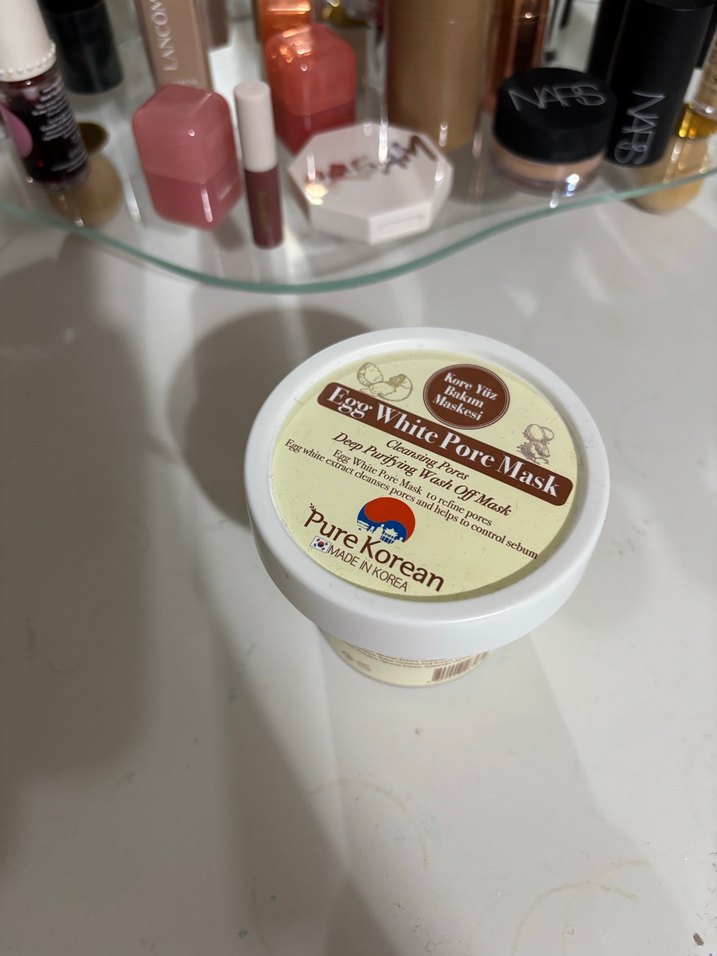 LANCÔM
NARS
NARS
Kore Yüz
Bakım
Maskesi
Egg White Pore Mask
Cleansing Pores
Deep Purifying Wash Off Mask
Egg White Pore Mask to refine pores
Egg white extract cleanses pores and helps to control sebum
Pure Korean
MADE IN KOREA